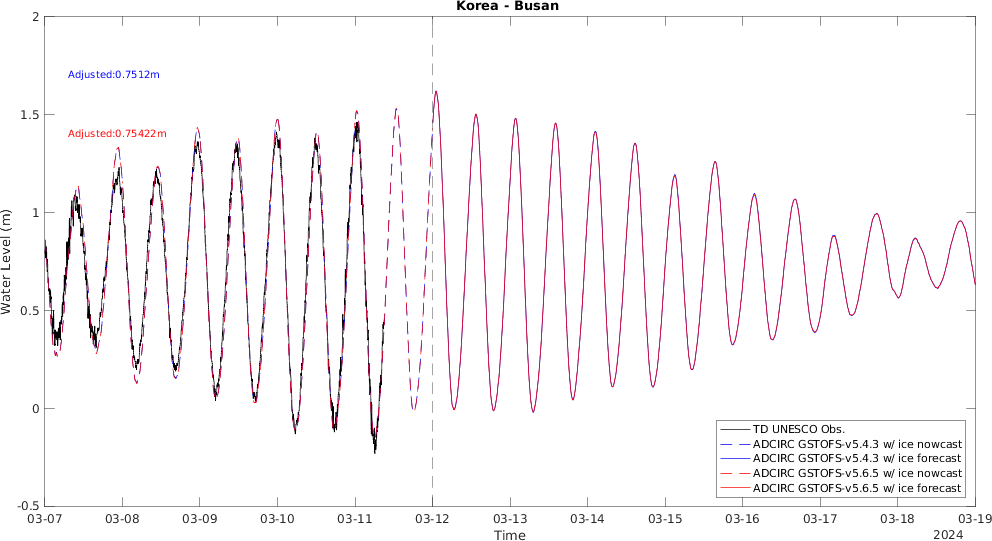 Korea - Busan
2
1.5
1
0.5
0
-0.5
Water Level (m)
Adjusted:0.7512m
Adjusted:0.75422m
TD UNESCO Obs.
ADCIRC GSTOFS-v5.4.3 w/ ice nowcast
ADCIRC GSTOFS-v5.4.3 w/ ice forecast
ADCIRC GSTOFS-v5.6.5 w/ ice nowcast
ADCIRC GSTOFS-v5.6.5 w/ ice forecast
03-07 03-08 03-09 03-10 03-11 03-12 03-13 03-14 03-15 03-16 03-17 03-18 03-19
Time
2024